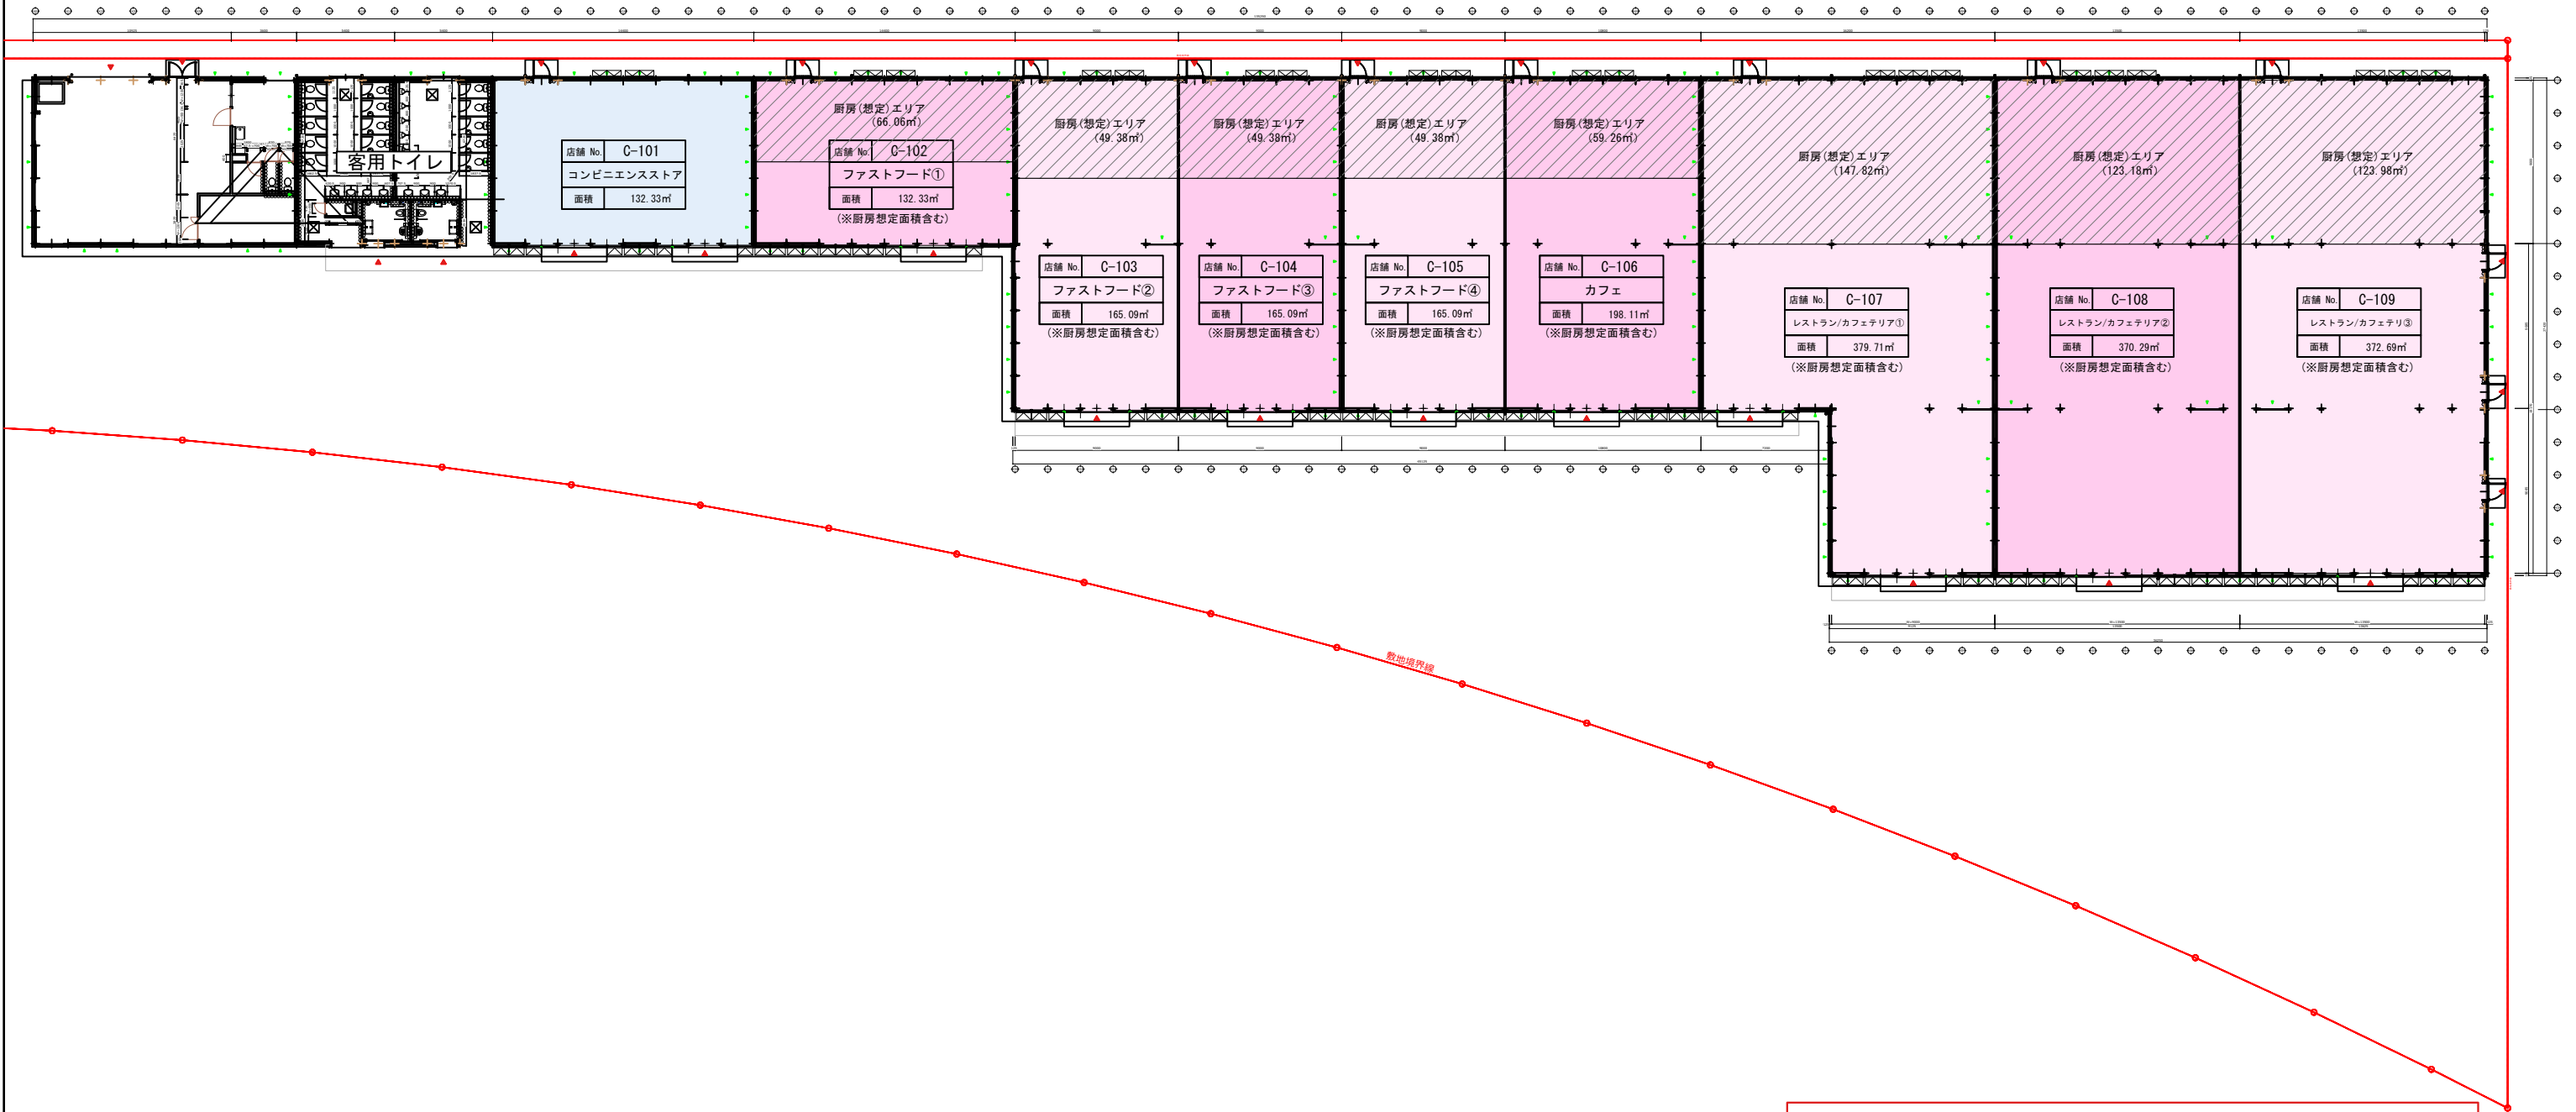 客用トイレ
店舗 No. C-101
コンビニエンスストア
面積 132.33㎡
厨房(想定)エリア
(66.06㎡)
店舗 No. C-102
ファストフード①
面積 132.33㎡
(※厨房想定面積含む)
厨房(想定)エリア
(49.38㎡)
店舗 No. C-103
ファストフード②
面積 165.09㎡
(※厨房想定面積含む)
厨房(想定)エリア
(49.38㎡)
店舗 No. C-104
ファストフード③
面積 165.09㎡
(※厨房想定面積含む)
厨房(想定)エリア
(49.38㎡)
店舗 No. C-105
ファストフード④
面積 165.09㎡
(※厨房想定面積含む)
厨房(想定)エリア
(59.26㎡)
店舗 No. C-106
カフェ
面積 198.11㎡
(※厨房想定面積含む)
厨房(想定)エリア
(147.82㎡)
店舗 No. C-107
レストラン/カフェテリア①
面積 379.71㎡
(※厨房想定面積含む)
厨房(想定)エリア
(123.18㎡)
店舗 No. C-108
レストラン/カフェテリア②
面積 370.29㎡
(※厨房想定面積含む)
厨房(想定)エリア
(123.98㎡)
店舗 No. C-109
レストラン/カフェテリ③
面積 372.69㎡
(※厨房想定面積含む)
敷地境界線